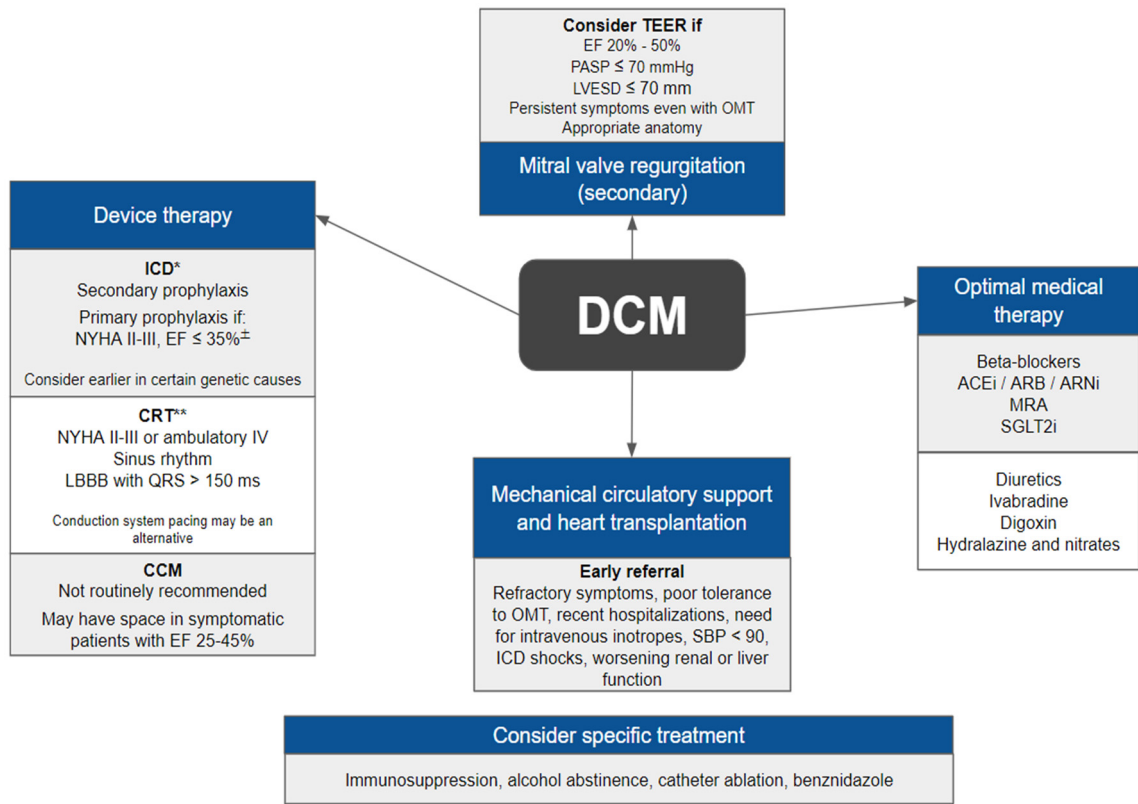 Consider TEER if
EF 20% - 50%
PASP ≤ 70 mmHg
LVESD ≤ 70 mm
Persistent symptoms even with OMT
Appropriate anatomy
Mitral valve regurgitation
(secondary)
Device therapy
ICD*
Secondary prophylaxis
Primary prophylaxis if:
NYHA II-III, EF ≤ 35%±
Consider earlier in certain genetic causes
CRT**
NYHA II-III or ambulatory IV
Sinus rhythm
LBBB with QRS > 150 ms
Conduction system pacing may be an
alternative
CCM
Not routinely recommended
May have space in symptomatic
patients with EF 25-45%
DCM
Optimal medical
therapy
Beta-blockers
ACEi / ARB / ARNi
MRA
SGLT2i
Diuretics
Ivabradine
Digoxin
Hydralazine and nitrates
Mechanical circulatory support
and heart transplantation
Early referral
Refractory symptoms, poor tolerance
to OMT, recent hospitalizations, need
for intravenous inotropes, SBP < 90,
ICD shocks, worsening renal or liver
function
Consider specific treatment
Immunosuppression, alcohol abstinence, catheter ablation, benznidazole